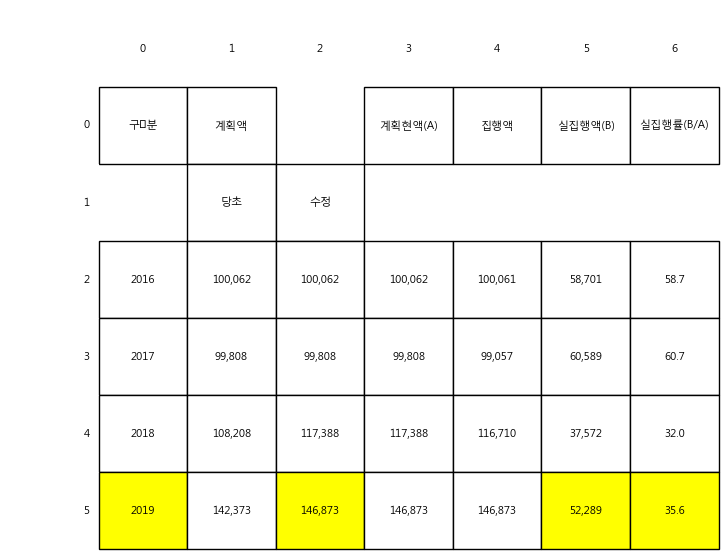 0 1 2 3 4 5 6
0 구□분 계획액 계획현액(A) 집행액 실집행액(B) 실집행률(B/A)
1 당초 수정
2 2016 100,062 100,062 100,062 100,061 58,701 58.7
3 2017 99,808 99,808 99,808 99,057 60,589 60.7
4 2018 108,208 117,388 117,388 116,710 37,572 32.0
5 2019 142,373 146,873 146,873 146,873 52,289 35.6